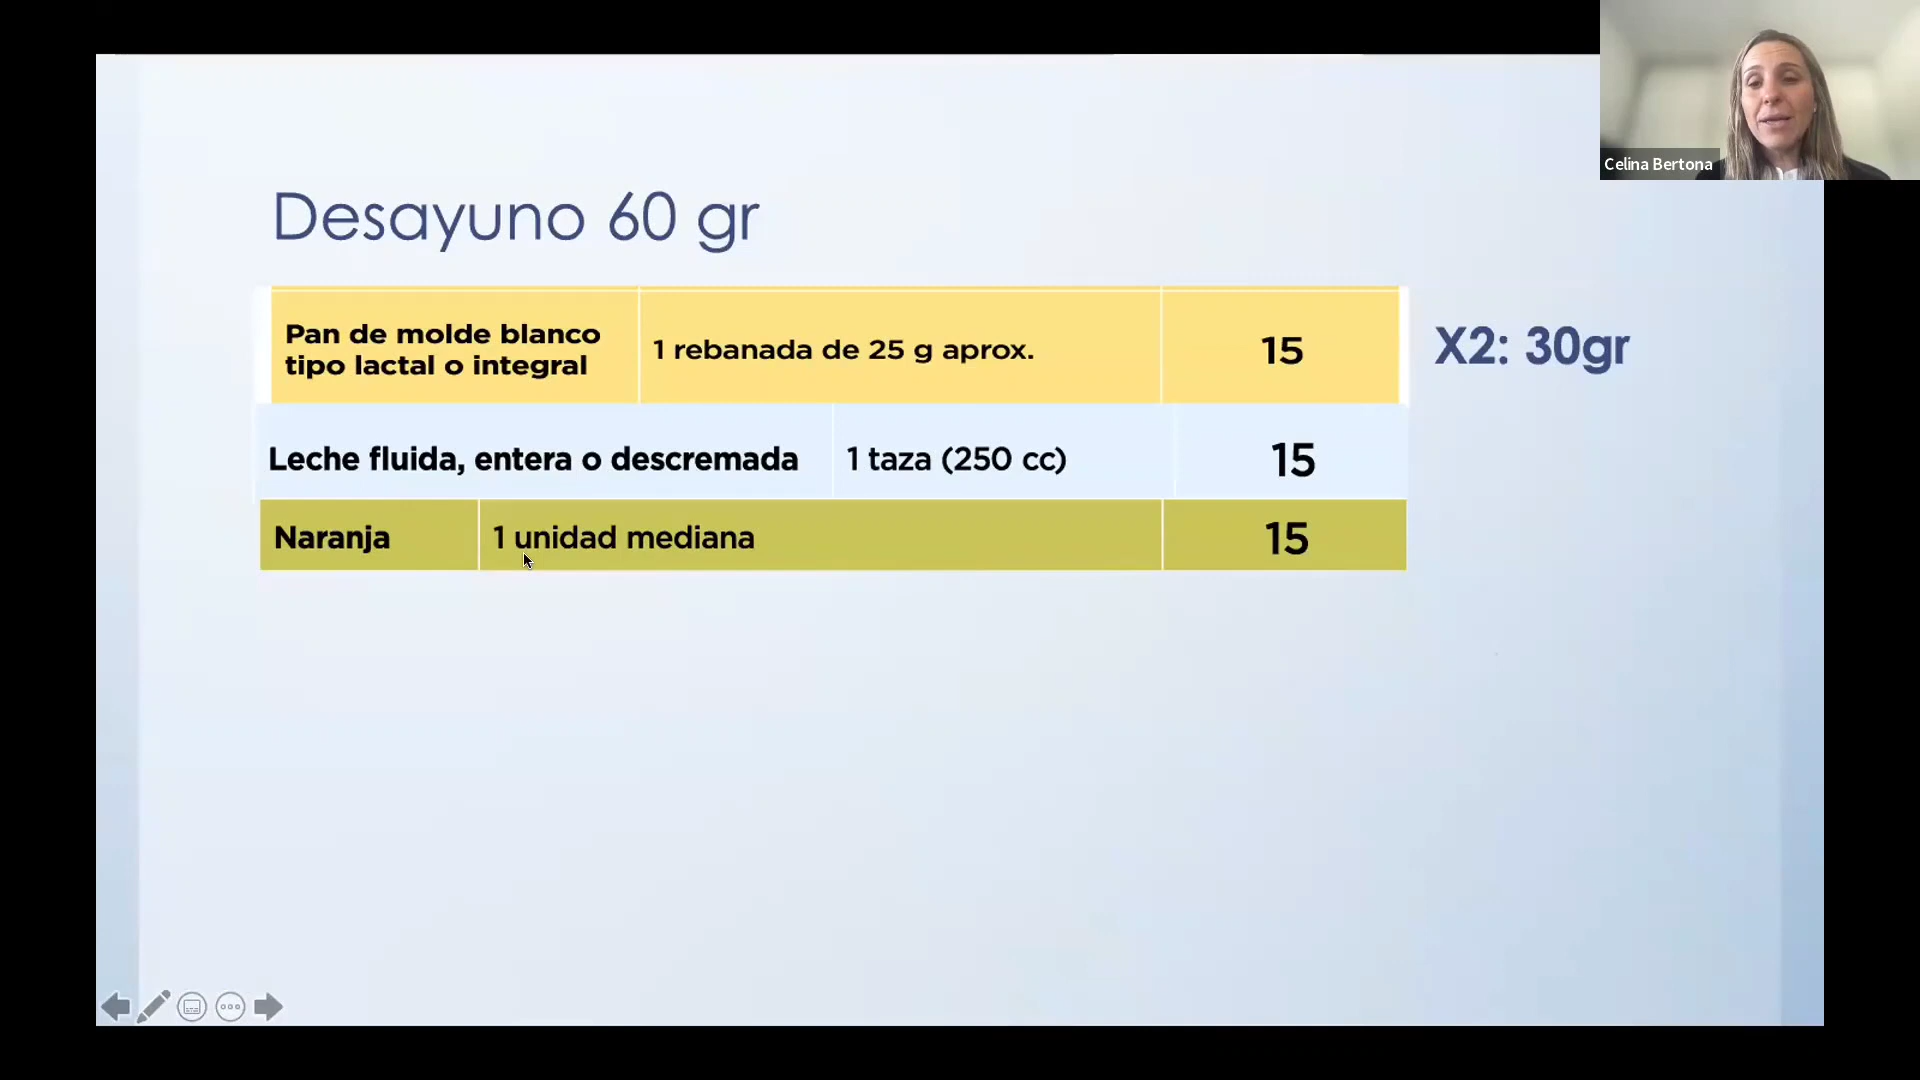 Celina Bertona
Desayuno 60 gr
Pan de molde blanco
tipo lactal o integral
1 rebanada de 25 g aprox.
15
X2: 30gr
Leche fluida, entera o descremada
1 taza (250 cc)
15
Naranja
1 unidad mediana
15